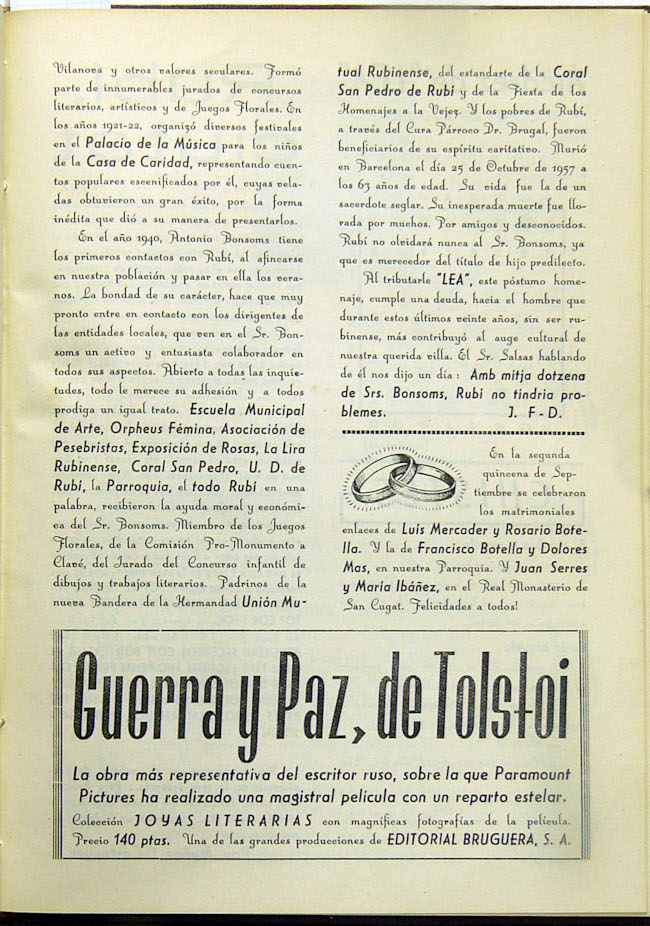 Vilanova y otros valores seculares. Formó
parte de innumerables jurados de concursos
literarios, artísticos y de Juegos Florales. En
los años 1921-22, organizó diversos festivales
en el Palacio de la Música para los niños
de la Casa de Caridad, representando cuen-
tos populares escenificados por él, cuyas vela-
das obtuvieron un gran éxito, por la forma
inédita que dió a su manera de presentarlos.
En el año 1940, Antonio Bonsoms tiene
los primeros contactos con Rubí, al afincarse
en nuestra población y pasar en ella los vera-
nos. La bondad de su carácter, hace que muy
pronto entre en contacto con los dirigentes de
las entidades locales, que ven en el Sr. Bon-
soms un activo y entusiasta colaborador en
todos sus aspectos. Abierto a todas las inquie-
tudes, todo le merece su adhesión y a todos
prodiga un igual trato. Escuela Municipal
de Arte, Orpheus Fémina, Asociación de
Pesebristas, Exposición de Rosas, La Lira
Rubinense, Coral San Pedro, U. D. de
Rubí, la Parroquia, el todo Rubí en una
palabra, recibieron la ayuda moral y económi-
ca del Sr. Bonsoms. Miembro de los Juegos
Florales, de la Comisión Pro-Monumento a
Clavé, del Jurado del Concurso infantil de
dibujos y trabajos literarios. Padrinos de la
nueva Bandera de la Hermandad Unión Mu-
tual Rubinense, del estandarte de la Coral
San Pedro de Rubí y de la Fiesta de los
Homenajes a la Vejez. Y los pobres de Rubí,
a través del Cura Párroco Dr. Brugal, fueron
beneficiarios de su espíritu caritativo. Murió
en Barcelona el día 25 de Octubre de 1957 a
los 63 años de edad. Su vida fue la de un
sacerdote seglar. Su inesperada muerte fue llo-
rada por muchos. Por amigos y desconocidos.
Rubí no olvidará nunca al Sr. Bonsoms, ya
que es merecedor del título de hijo predilecto.
Al tributarle "LEA", este póstumo home-
naje, cumple una deuda, hacia el hombre que
durante estos últimos veinte años, sin ser ru-
binense, más contribuyó al auge cultural de
nuestra querida villa. El Sr. Salsas hablando
de él nos dijo un día : Amb mitja dotzena
de Srs. Bonsoms, Rubí no tindria pro-
blemes. J. F-D.
En la segunda
quincena de Sep-
tiembre se celebraron
los matrimoniales
enlaces de Luis Mercader y Rosario Bote-
lla. Y la de Francisco Botella y Dolores
Mas, en nuestra Parroquia. Y Juan Serres
y María Ibáñez, en el Real Monasterio de
San Cugat. Felicidades a todos!
Guerra y Paz, de Tolstoi
La obra más representativa del escritor ruso, sobre la que Paramount
Pictures ha realizado una magistral película con un reparto estelar.
Colección JOYAS LITERARIAS con magníficas fotografías de la película.
Precio 140 ptas. Una de las grandes producciones de EDITORIAL BRUGUERA, S. A.